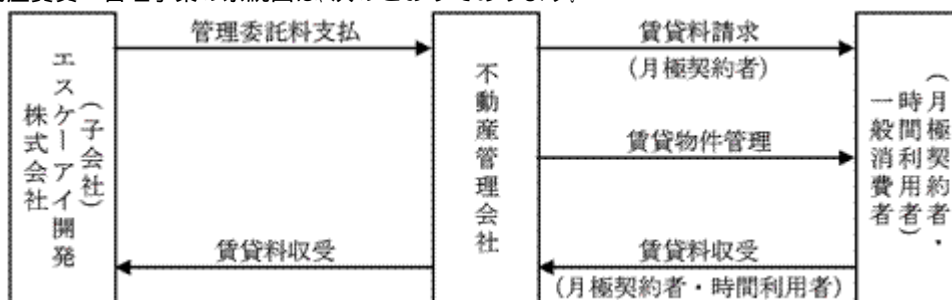 管理委託料支払
賃貸料請求
(月極契約者)
エスケーアイ開発
株式会社
(子会社)
不動産管理会社
賃貸物件管理
(月極契約者・
時間利用者)
一般消費者
賃貸料収受
賃貸料収受
(月極契約者・時間利用者)